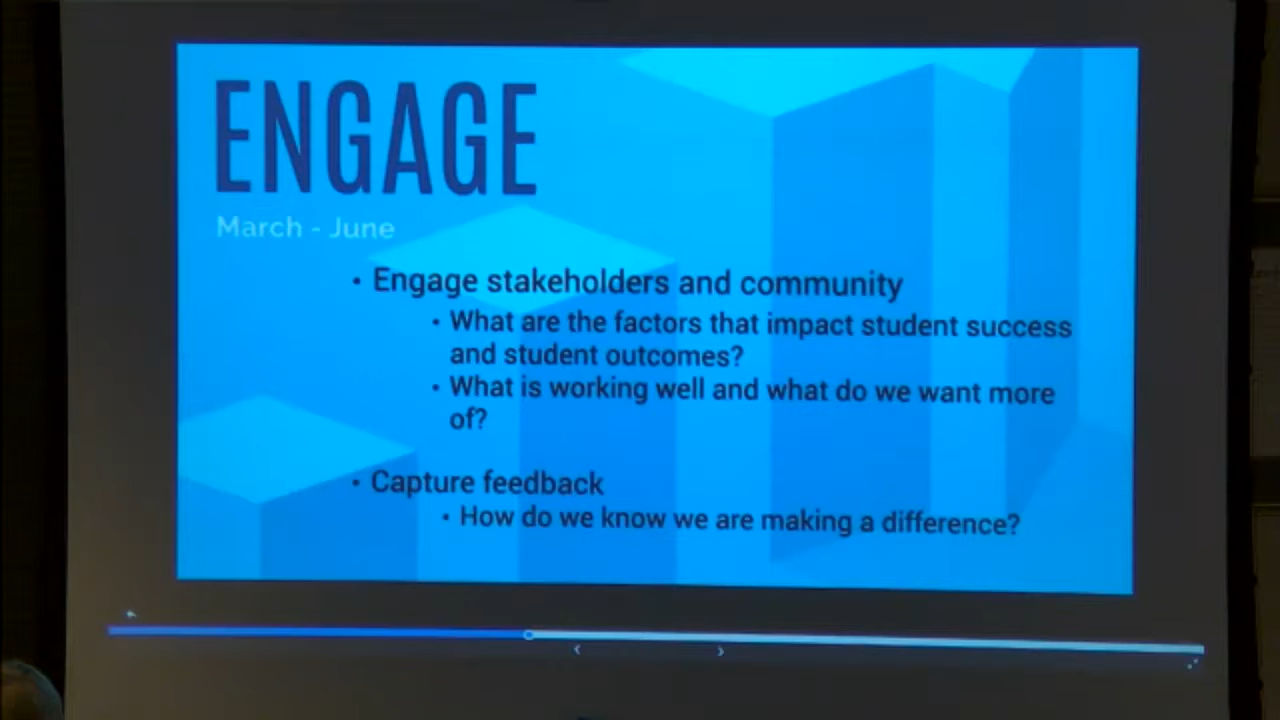 ENGAGE
March - June
• Engage stakeholders and community
• What are the factors that impact student success
and student outcomes?
• What is working well and what do we want more
of?
• Capture feedback
• How do we know we are making a difference?